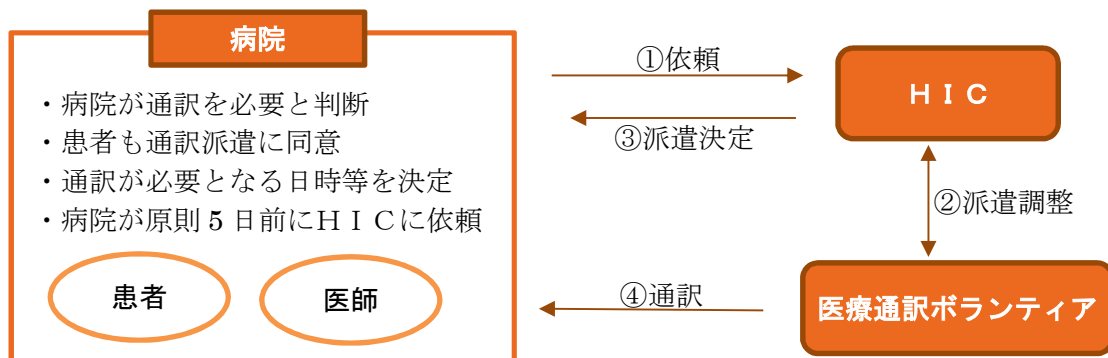 病院
・病院が通訳を必要と判断
・患者も通訳派遣に同意
・通訳が必要となる日時等を決定
・病院が原則5日前にＨＩＣに依頼
患者
医師
①依頼
③派遣決定
ＨＩＣ
②派遣調整
④通訳
医療通訳ボランティア